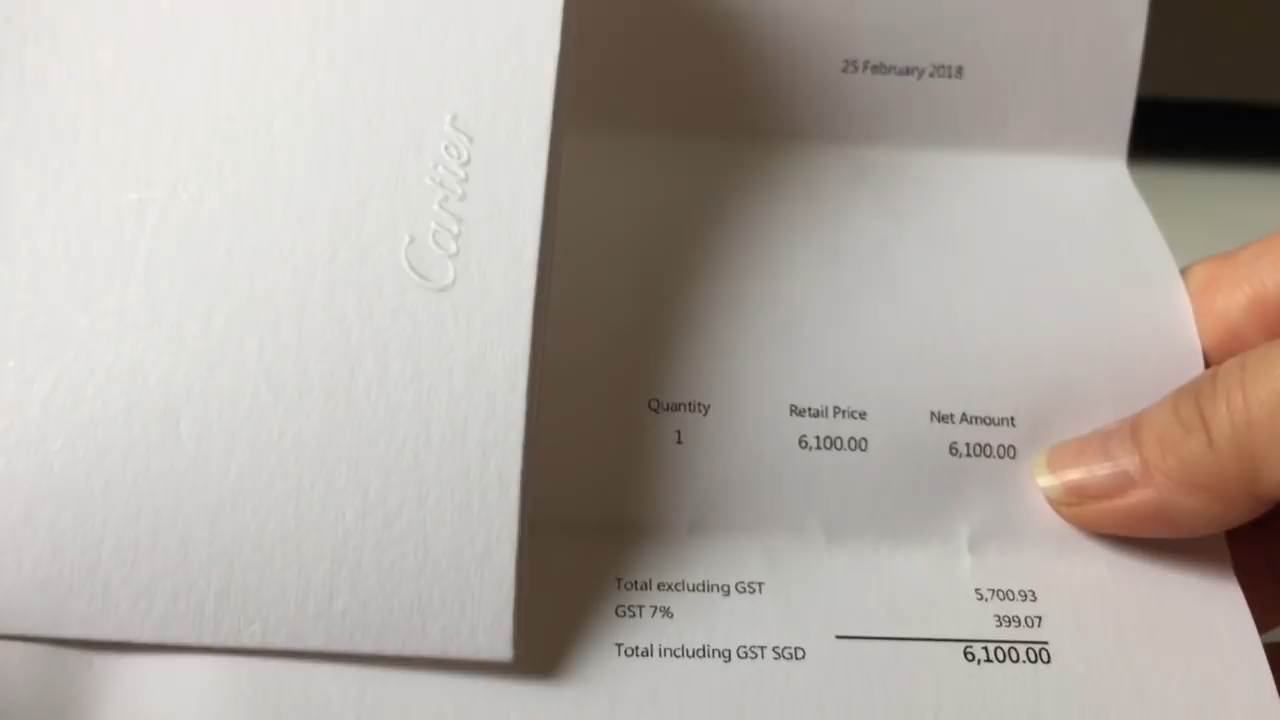 Cartier
25 February 2018
Quantity Retail Price Net Amount
1 6,100.00 6,100.00
Total excluding GST 5,700.93
GST 7% 399.07
Total including GST SGD 6,100.00